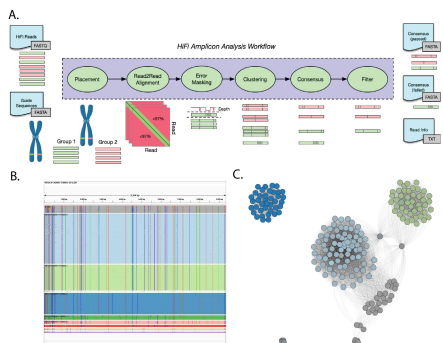 A.
HiFi Reads
FASTQ
HiFi Amplicon Analysis Workflow
Consensus
(passed)
FASTA
Placement
Read2Read
Alignment
Error
Masking
Clustering
Consensus
Filter
Guide
Sequences
FASTA
Consensus
(failed)
FASTA
Depth
>97%
<97%
Read
Read
Group 1
Group 2
Read Info
TXT
B.
C.